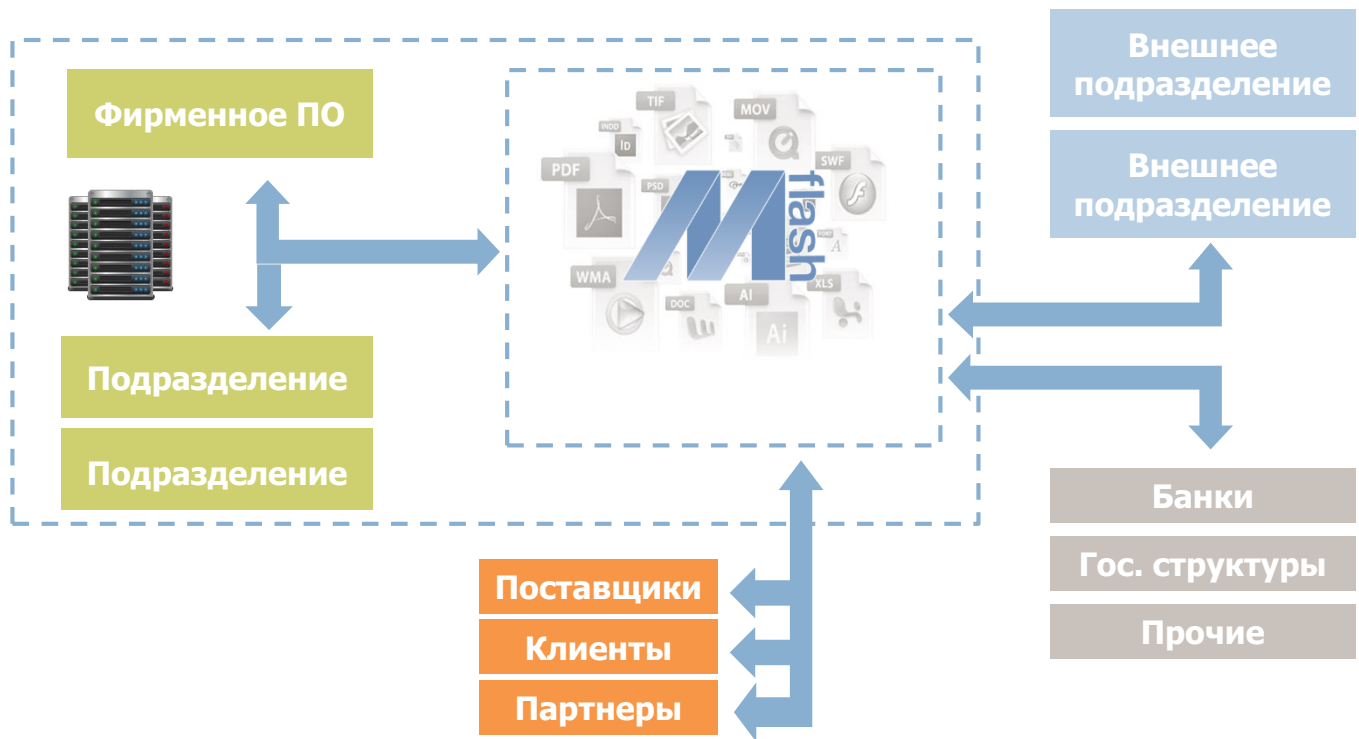 Фирменное ПО
Подразделение
Подразделение
TIF
MOV
INDD
ID
PDF
PSD
SWF
flash
FONT
A
WMA
DOC
AI
Ai
XLS
Внешнее
подразделение
Внешнее
подразделение
Банки
Гос. структуры
Прочие
Поставщики
Клиенты
Партнеры